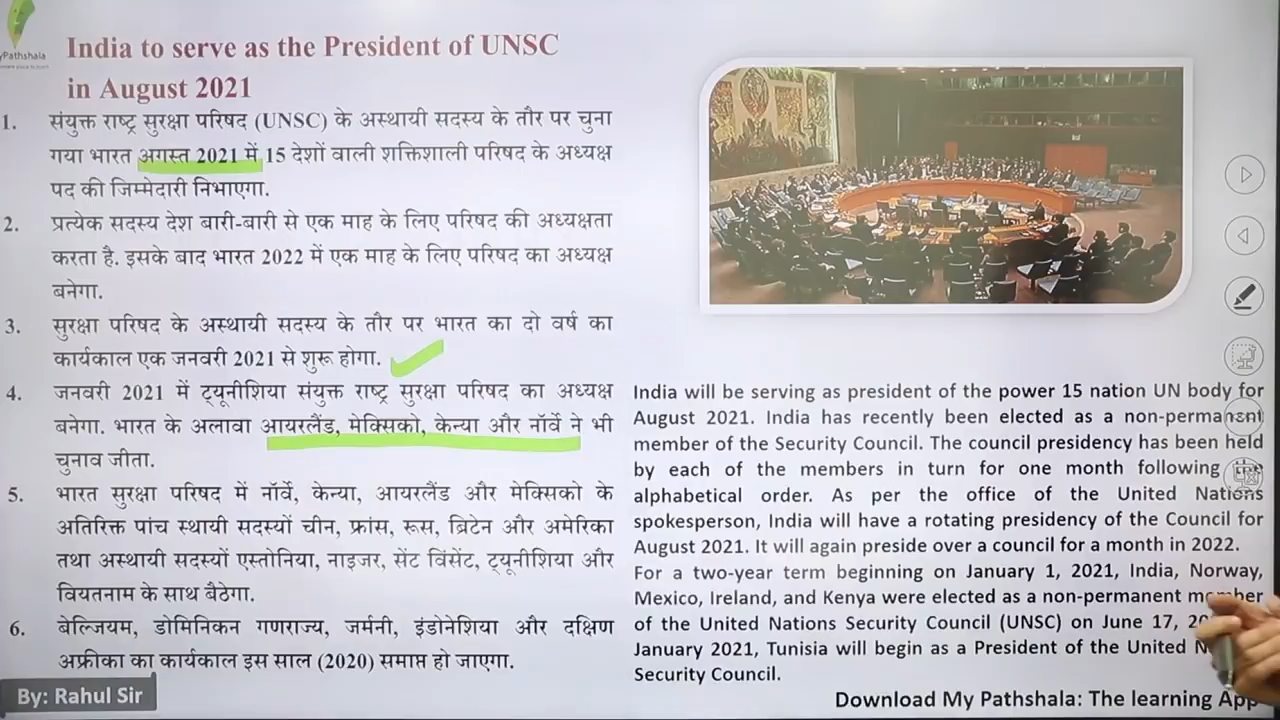 yPathshala
India to serve as the President of UNSC
in August 2021
1. संयुक्त राष्ट्र सुरक्षा परिषद (UNSC) के अस्थायी सदस्य के तौर पर चुना
गया भारत अगस्त 2021 में 15 देशों वाली शक्तिशाली परिषद के अध्यक्ष
पद की जिम्मेदारी निभाएगा.
2. प्रत्येक सदस्य देश बारी-बारी से एक माह के लिए परिषद की अध्यक्षता
करता है. इसके बाद भारत 2022 में एक माह के लिए परिषद का अध्यक्ष
बनेगा.
3. सुरक्षा परिषद के अस्थायी सदस्य के तौर पर भारत का दो वर्ष का
कार्यकाल एक जनवरी 2021 से शुरू होगा.
4. जनवरी 2021 में ट्यूनीशिया संयुक्त राष्ट्र सुरक्षा परिषद का अध्यक्ष
बनेगा. भारत के अलावा आयरलैंड, मेक्सिको, केन्या और नॉर्वे ने भी
चुनाव जीता.
5. भारत सुरक्षा परिषद में नॉर्वे, केन्या, आयरलैंड और मेक्सिको के
अतिरिक्त पांच स्थायी सदस्यों चीन, फ्रांस, रूस, ब्रिटेन और अमेरिका
तथा अस्थायी सदस्यों एस्तोनिया, नाइजर, सेंट विंसेंट, ट्यूनीशिया और
वियतनाम के साथ बैठेगा.
6. बेल्जियम, डोमिनिकन गणराज्य, जर्मनी, इंडोनेशिया और दक्षिण
अफ्रीका का कार्यकाल इस साल (2020) समाप्त हो जाएगा.
By: Rahul Sir
India will be serving as president of the power 15 nation UN body for
August 2021. India has recently been elected as a non-permanent
member of the Security Council. The council presidency has been held
by each of the members in turn for one month following the
alphabetical order. As per the office of the United Nations
spokesperson, India will have a rotating presidency of the Council for
August 2021. It will again preside over a council for a month in 2022.
For a two-year term beginning on January 1, 2021, India, Norway,
Mexico, Ireland, and Kenya were elected as a non-permanent member
of the United Nations Security Council (UNSC) on June 17,
January 2021, Tunisia will begin as a President of the United
Security Council.
Download My Pathshala: The learning App